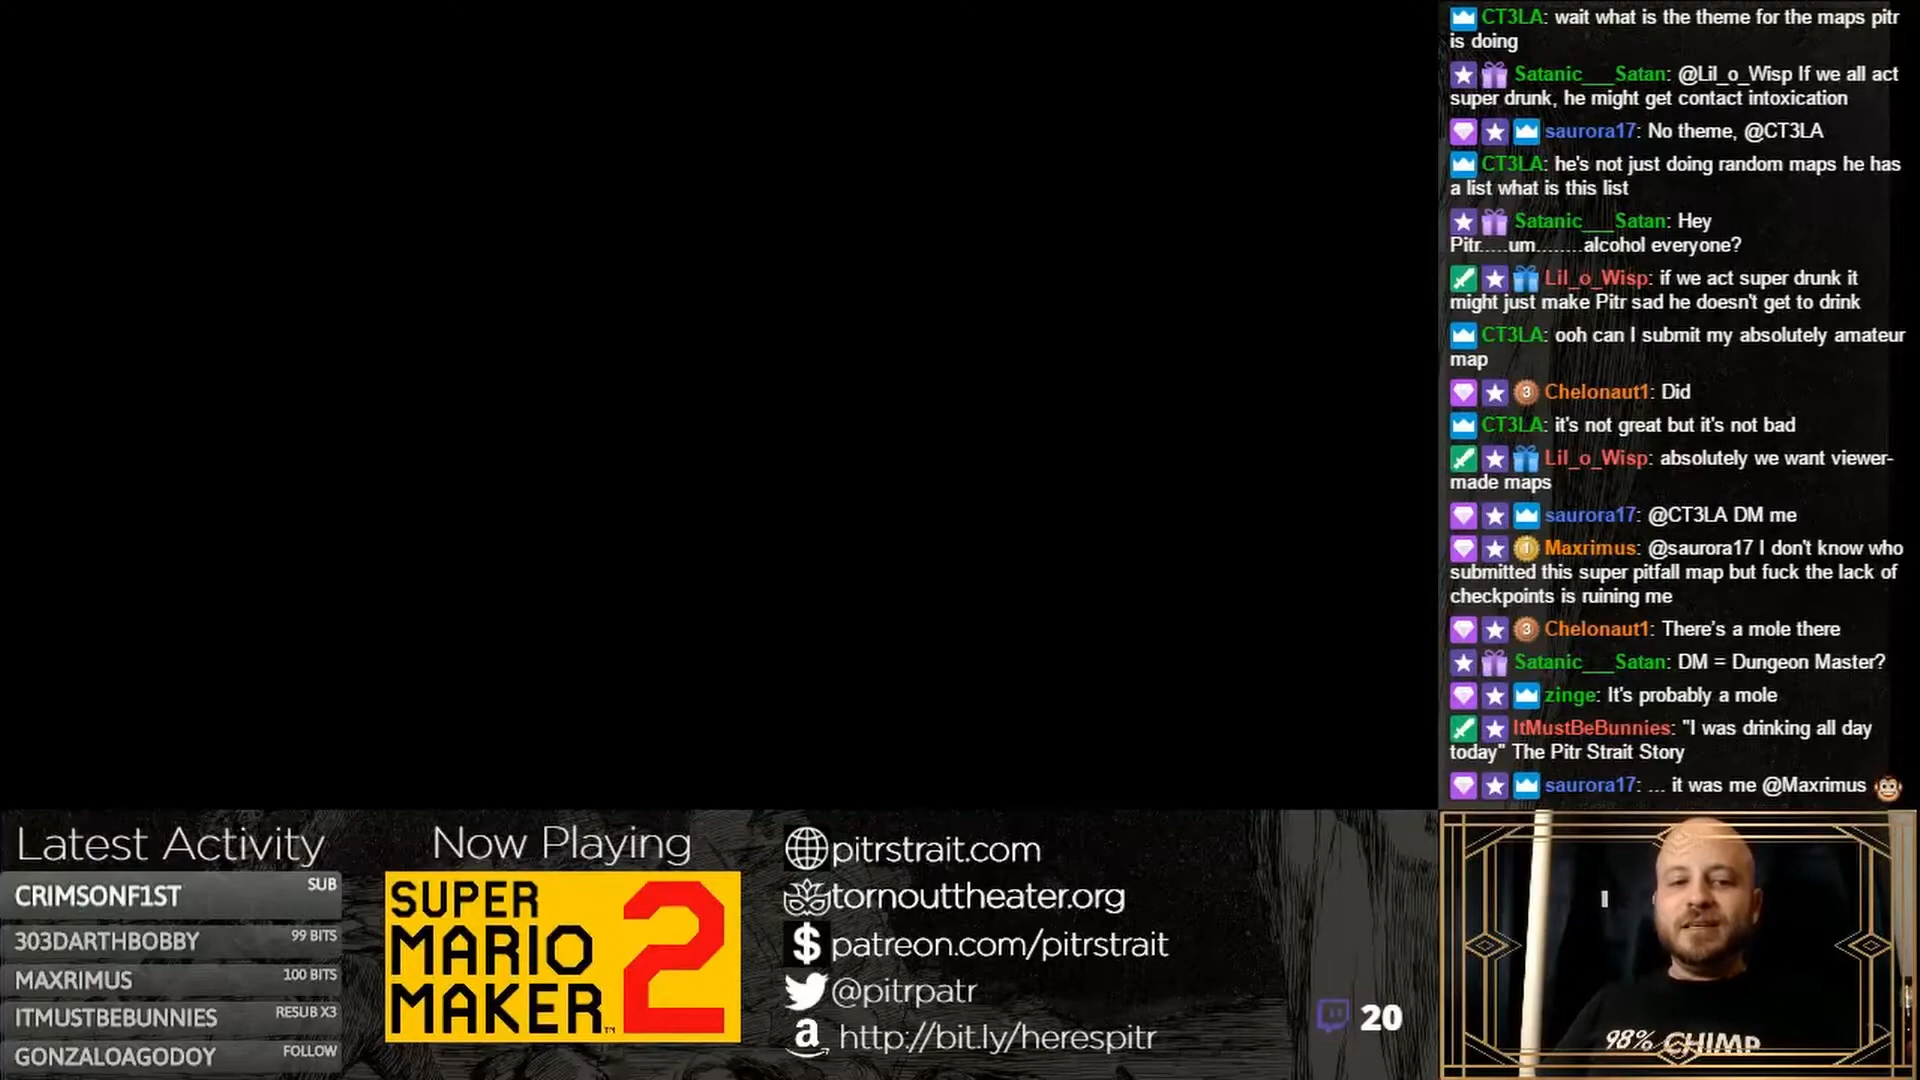 CT3LA: wait what is the theme for the maps pitr
is doing
Satanic___Satan: @Lil_o_Wisp If we all act
super drunk, he might get contact intoxication
saurora17: No theme, @CT3LA
CT3LA: he's not just doing random maps he has
a list what is this list
Satanic___Satan: Hey
Pitr.....um........alcohol everyone?
Lil_o_Wisp: if we act super drunk it
might just make Pitr sad he doesn't get to drink
CT3LA: ooh can I submit my absolutely amateur
map
3 Chelonaut1: Did
CT3LA: it's not great but it's not bad
Lil_o_Wisp: absolutely we want viewer-
made maps
saurora17: @CT3LA DM me
1 Maxrimus: @saurora17 I don't know who
submitted this super pitfall map but fuck the lack of
checkpoints is ruining me
3 Chelonaut1: There's a mole there
Satanic___Satan: DM = Dungeon Master?
zinge: It's probably a mole
ItMustBeBunnies: "I was drinking all day
today" The Pitr Strait Story
saurora17: ... it was me @Maxrimus
Latest Activity
CRIMSONF1ST SUB
303DARTHBOBBY 99 BITS
MAXRIMUS 100 BITS
ITMUSTBEBUNNIES RESUB X3
GONZALOAGODOY FOLLOW
Now Playing
SUPER
MARIO
MAKER 2
TM
pitrstrait.com
tornouttheater.org
$ patreon.com/pitrstrait
@pitrpatr
a http://bit.ly/herespitr
20
98% CHIMP